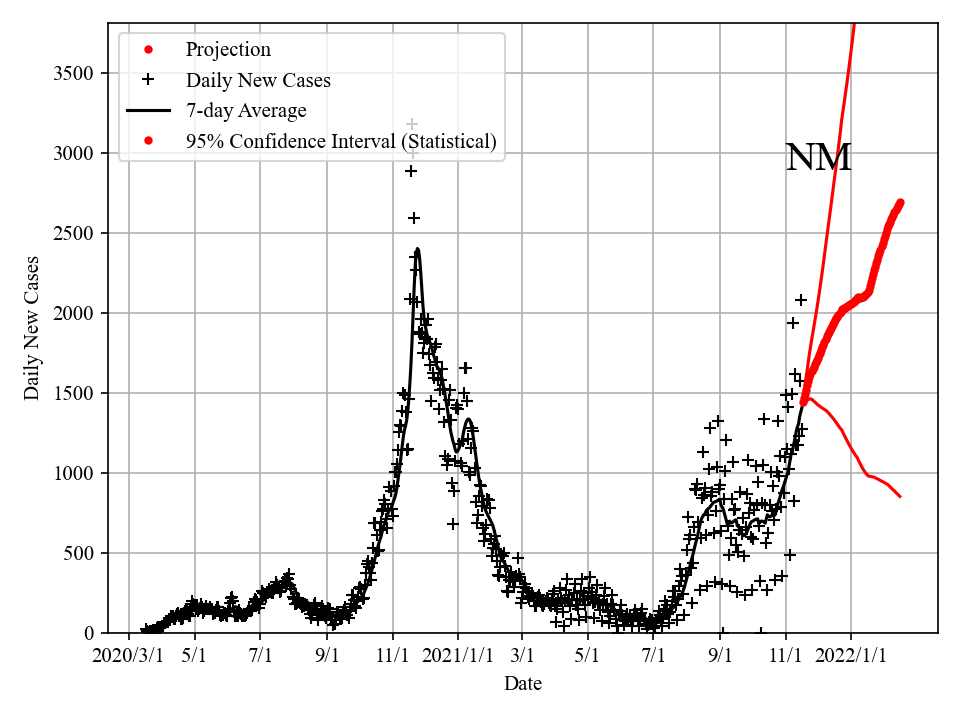 Projection
Daily New Cases
7-day Average
95% Confidence Interval (Statistical)
NM
Daily New Cases
3500
3000
2500
2000
1500
1000
500
0
2020/3/1 5/1 7/1 9/1 11/1 2021/1/1 3/1 5/1 7/1 9/1 11/1 2022/1/1
Date